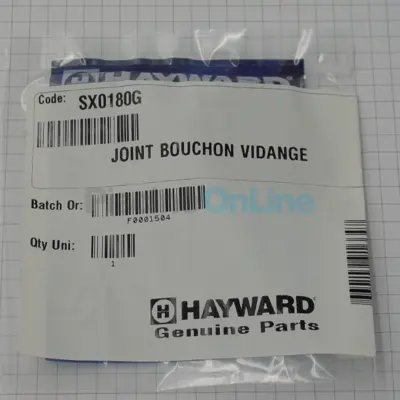 HAYWARD
Code: SX0180G
JOINT BOUCHON VIDANGE
Batch Or:
F0001504
OnLine
Qty Uni:
1
HAYWARD®
Genuine Parts